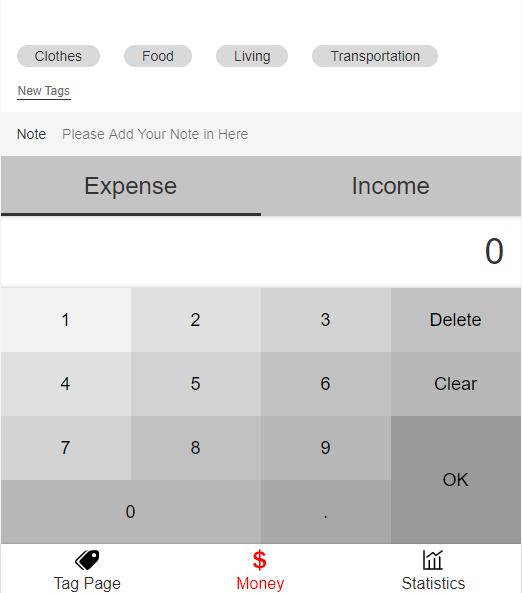 Clothes Food Living Transportation
New Tags
Note Please Add Your Note in Here
Expense Income
0
1 2 3 Delete
4 5 6 Clear
7 8 9
OK
0 .
$
Tag Page Money Statistics